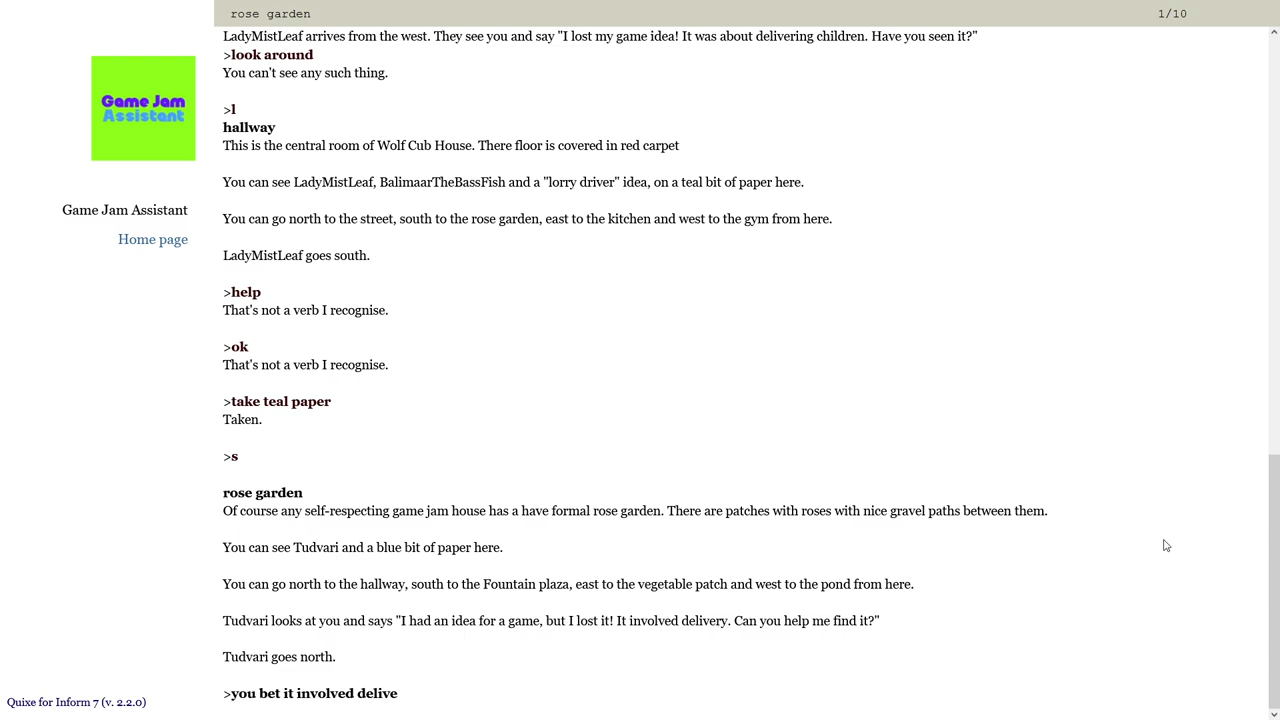 rose garden 1/10
LadyMistLeaf arrives from the west. They see you and say "I lost my game idea! It was about delivering children. Have you seen it?"
>look around
You can't see any such thing.
>l
hallway
This is the central room of Wolf Cub House. There floor is covered in red carpet
You can see LadyMistLeaf, BalimaarTheBassFish and a "lorry driver" idea, on a teal bit of paper here.
You can go north to the street, south to the rose garden, east to the kitchen and west to the gym from here.
LadyMistLeaf goes south.
>help
That's not a verb I recognise.
>ok
That's not a verb I recognise.
>take teal paper
Taken.
>s
rose garden
Of course any self-respecting game jam house has a have formal rose garden. There are patches with roses with nice gravel paths between them.
You can see Tudvari and a blue bit of paper here.
You can go north to the hallway, south to the Fountain plaza, east to the vegetable patch and west to the pond from here.
Tudvari looks at you and says "I had an idea for a game, but I lost it! It involved delivery. Can you help me find it?"
Tudvari goes north.
>you bet it involved delive
Game Jam
Assistant
Game Jam Assistant
Home page
Quixe for Inform 7 (v. 2.2.0)